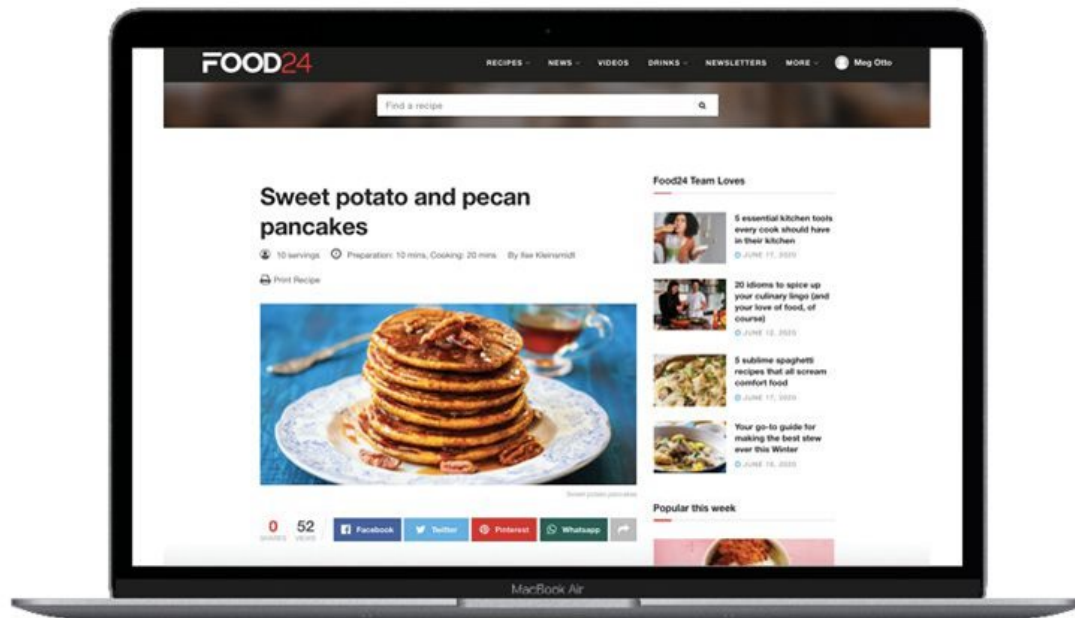 FOOD24
RECIPES NEWS VIDEOS DRINKS NEWSLETTERS MORE Meg Otto
Find a recipe
Sweet potato and pecan
pancakes
10 servings Preparation: 10 mins, Cooking: 20 mins By Ilse Kleinsmidt
Print Recipe
Sweet potato pancakes
0 SHARES
52 VIEWS
Facebook
Twitter
Pinterest
Whatsapp
Food24 Team Loves
5 essential kitchen tools
every cook should have
in their kitchen
JUNE 17, 2020
20 idioms to spice up
your culinary lingo (and
your love of food, of
course)
JUNE 12, 2020
5 sublime spaghetti
recipes that all scream
comfort food
JUNE 17, 2020
Your go-to guide for
making the best stew
ever this Winter
JUNE 2020
Popular this week
MacBook Air